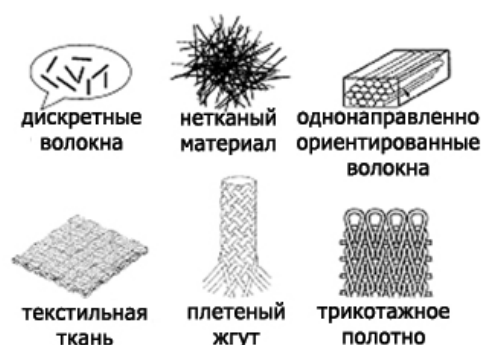 дискретные
волокна
нетканый
материал
однонаправленно
ориентированные
волокна
текстильная
ткань
плетеный
жгут
трикотажное
полотно